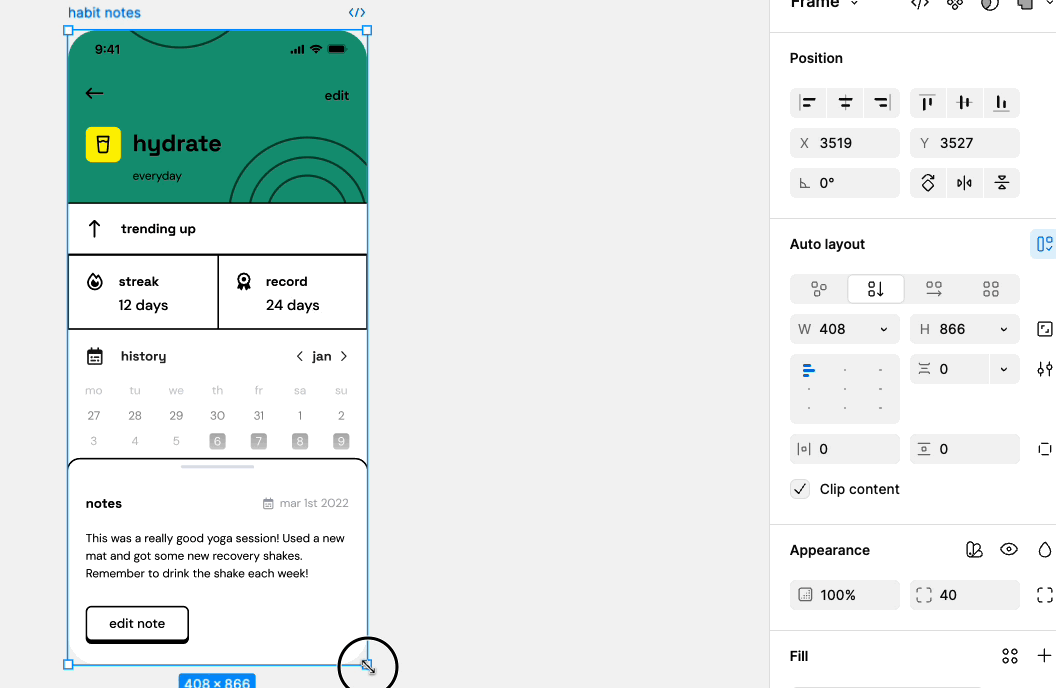 habit notes
9:41
edit
hydrate
everyday
trending up
streak
12 days
record
24 days
history
jan
mo tu we th fr sa su
27 28 29 30 31 1 2
3 4 5 6 7 8 9
notes
mar 1st 2022
This was a really good yoga session! Used a new
mat and got some new recovery shakes.
Remember to drink the shake each week!
edit note
408 × 866
Frame
Position
X 3519
Y 3527
0°
Auto layout
W 408
H 866
0
0
0
Clip content
Appearance
100%
40
Fill